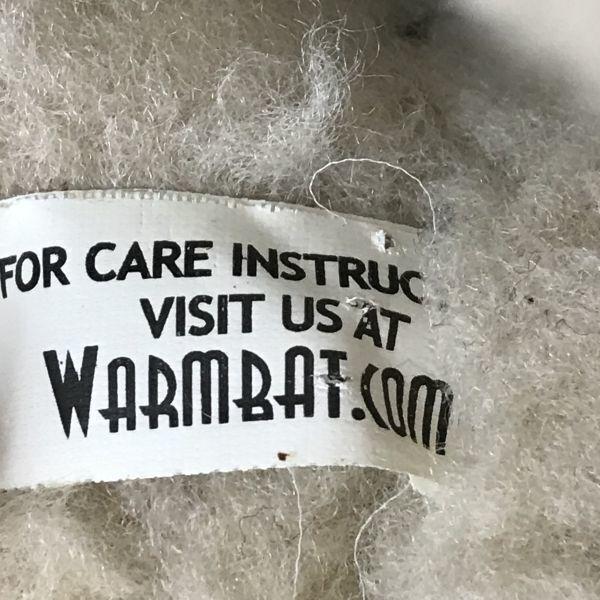 FOR CARE INSTRUC
VISIT US AT
WARMBAT.COM